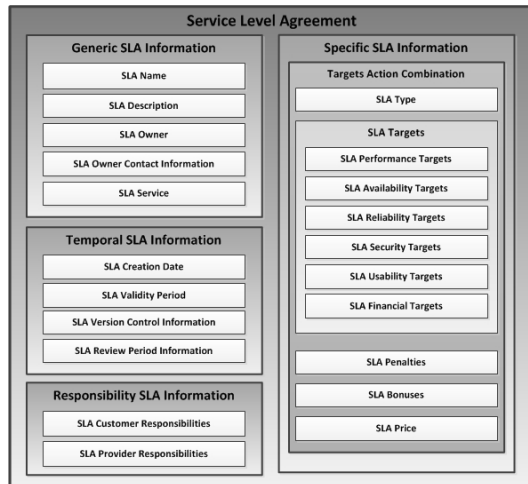 Service Level Agreement
Generic SLA Information
SLA Name
SLA Description
SLA Owner
SLA Owner Contact Information
SLA Service
Temporal SLA Information
SLA Creation Date
SLA Validity Period
SLA Version Control Information
SLA Review Period Information
Responsibility SLA Information
SLA Customer Responsibilities
SLA Provider Responsibilities
Specific SLA Information
Targets Action Combination
SLA Type
SLA Targets
SLA Performance Targets
SLA Availability Targets
SLA Reliability Targets
SLA Security Targets
SLA Usability Targets
SLA Financial Targets
SLA Penalties
SLA Bonuses
SLA Price